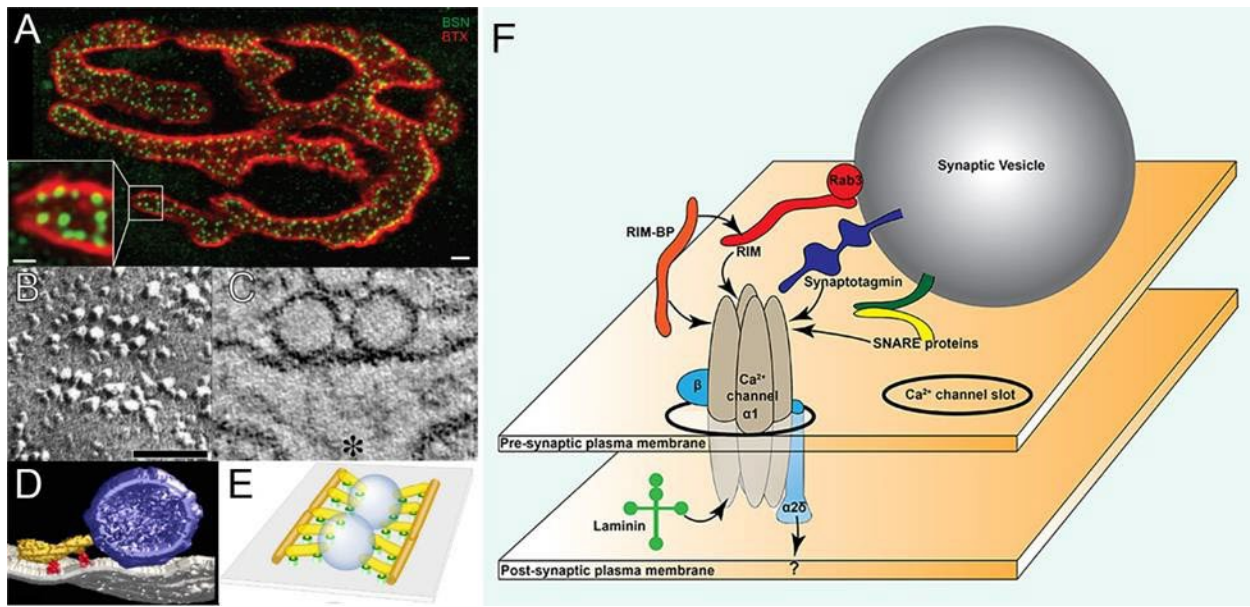 A
BSN
BTX
B
C
*
D
E
F
Synaptic Vesicle
Rab3
RIM-BP
RIM
Synaptotagmin
SNARE proteins
β
Ca²⁺
channel
α1
Ca²⁺ channel slot
Pre-synaptic plasma membrane
Laminin
α2δ
?
Post-synaptic plasma membrane